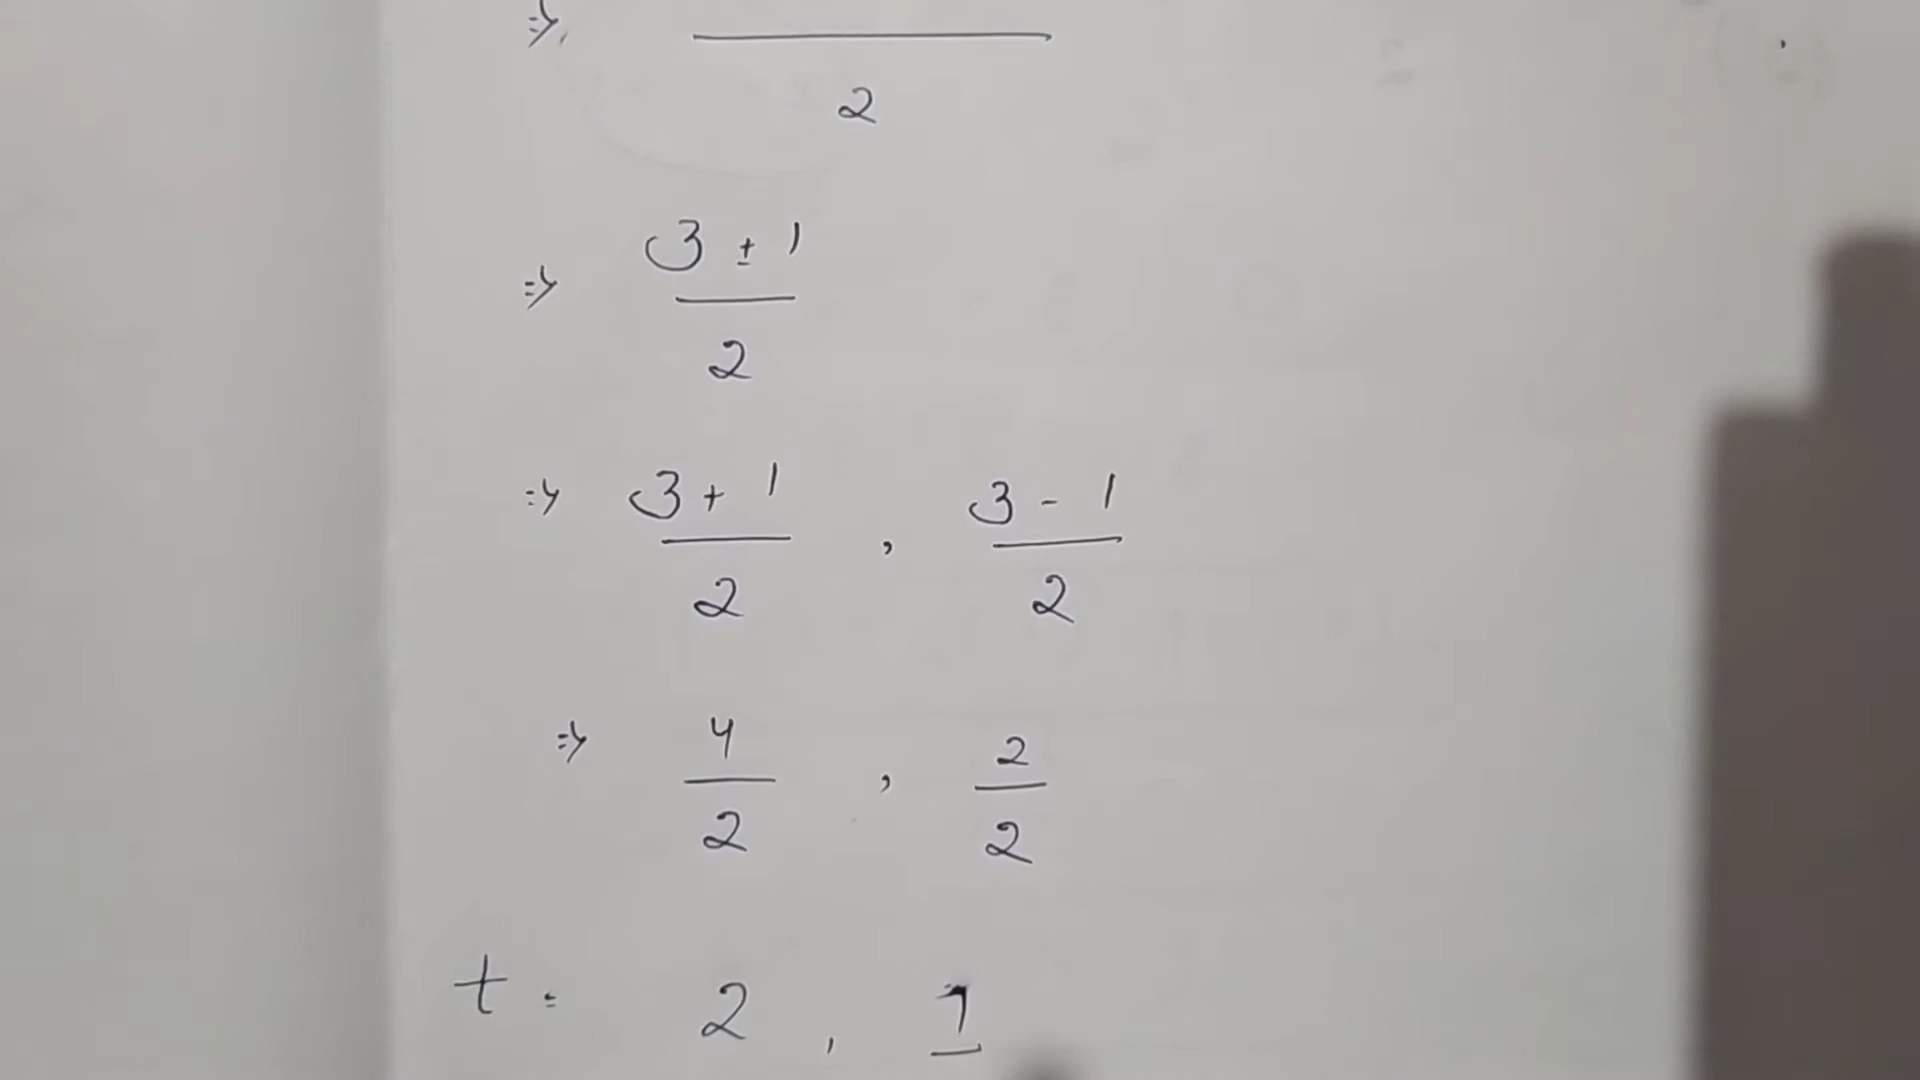 ⇒
2
⇒ 3 ± 1
2
⇒ 3 + 1 , 3 - 1
2 2
⇒ 4 , 2
2 2
t = 2 , 1